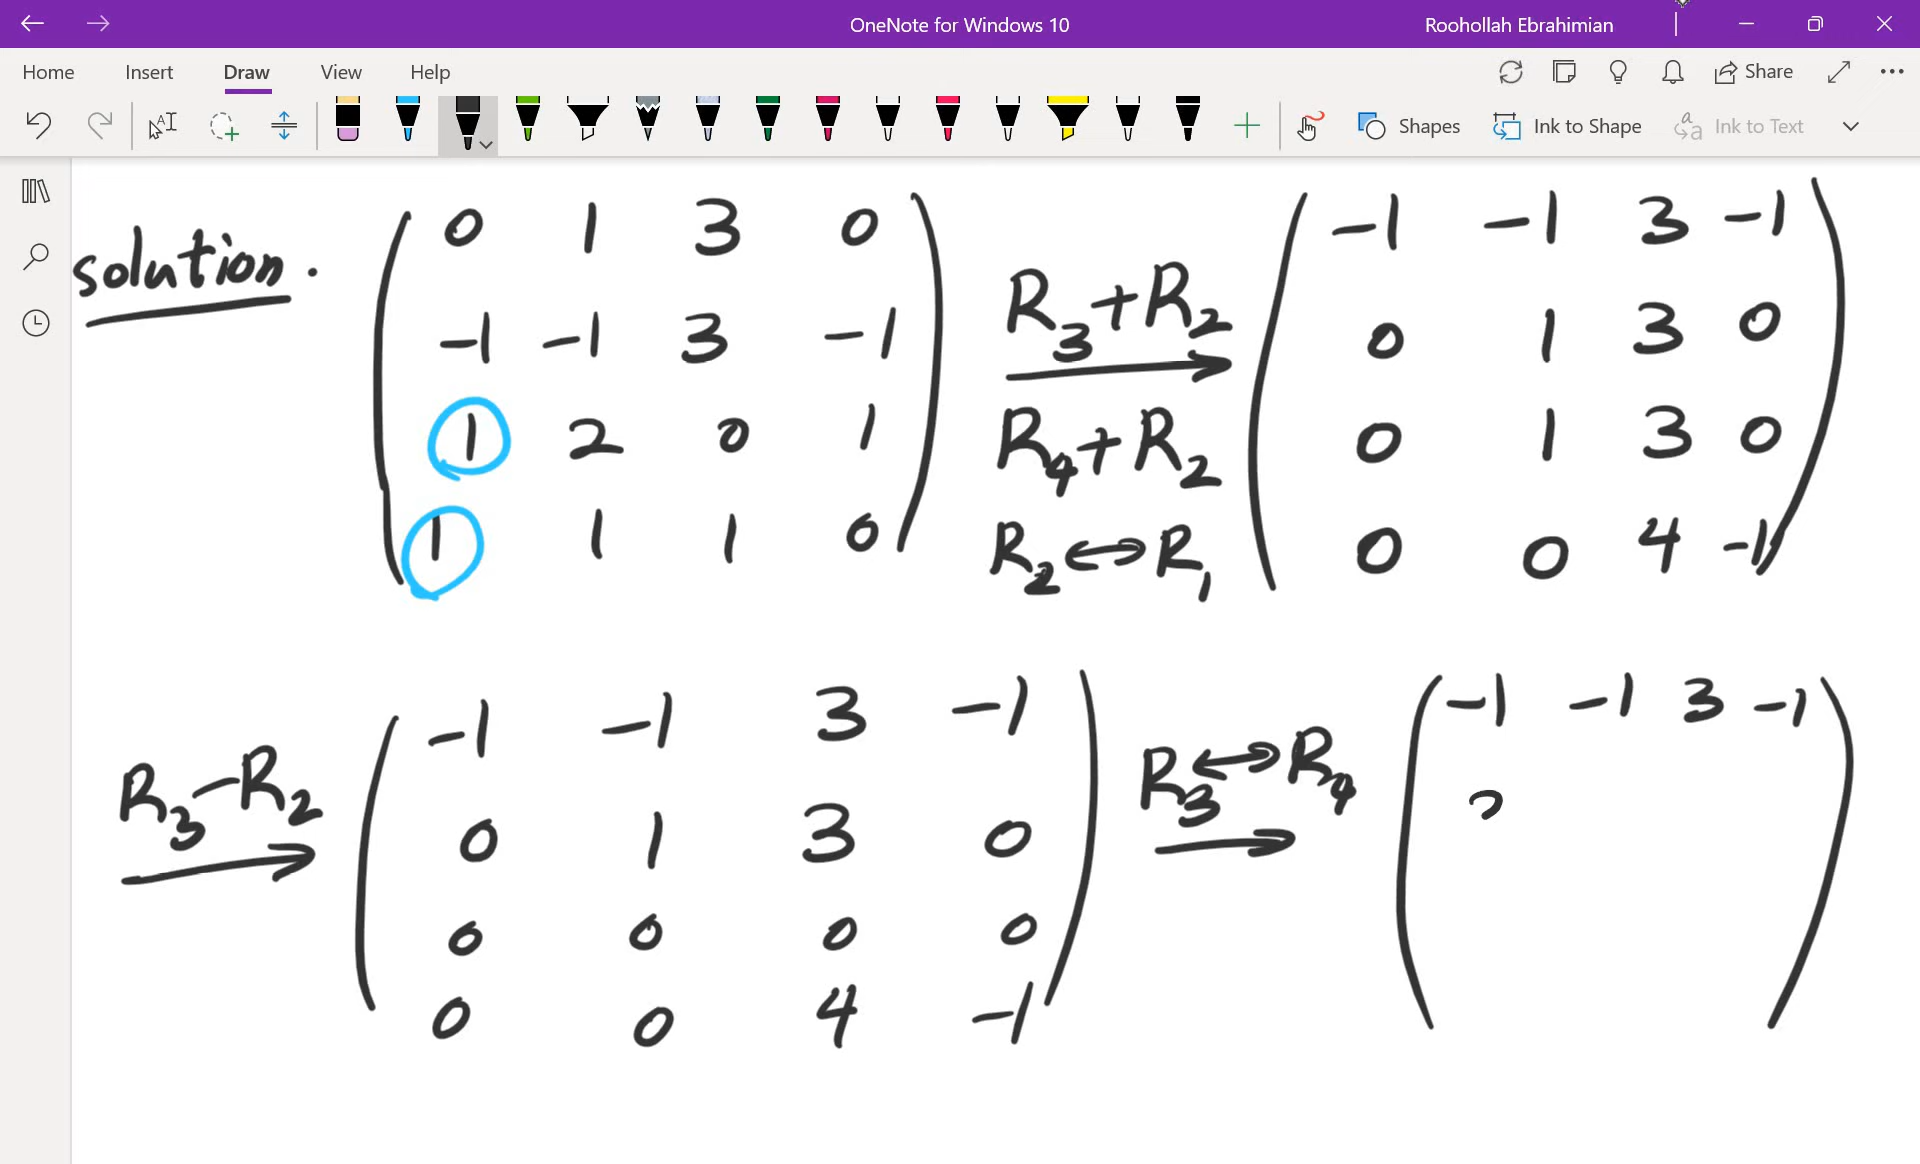 OneNote for Windows 10
Roohollah Ebrahimian
Home Insert Draw View Help
Share
Shapes Ink to Shape Ink to Text
solution.
0 1 3 0
-1 -1 3 -1
1 2 0 1
1 1 1 0
R₃+R₂
R₄+R₂
R₂↔R₁
-1 -1 3 -1
0 1 3 0
0 1 3 0
0 0 4 -1
R₃-R₂
-1 -1 3 -1
0 1 3 0
0 0 0 0
0 0 4 -1
R₃↔R₄
-1 -1 3 -1